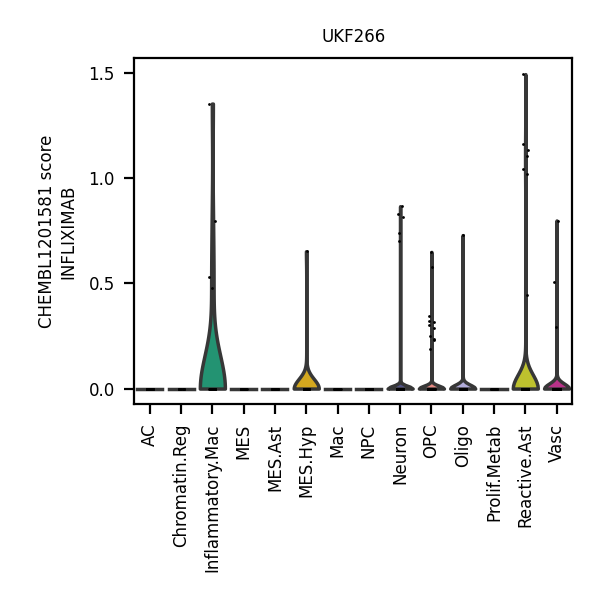 UKF266
CHEMBL1201581 score
INFLIXIMAB
1.5
1.0
0.5
0.0
AC
Chromatin.Reg
Inflammatory.Mac
MES
MES.Ast
MES.Hyp
Mac
NPC
Neuron
OPC
Oligo
Prolif.Metab
Reactive.Ast
Vasc